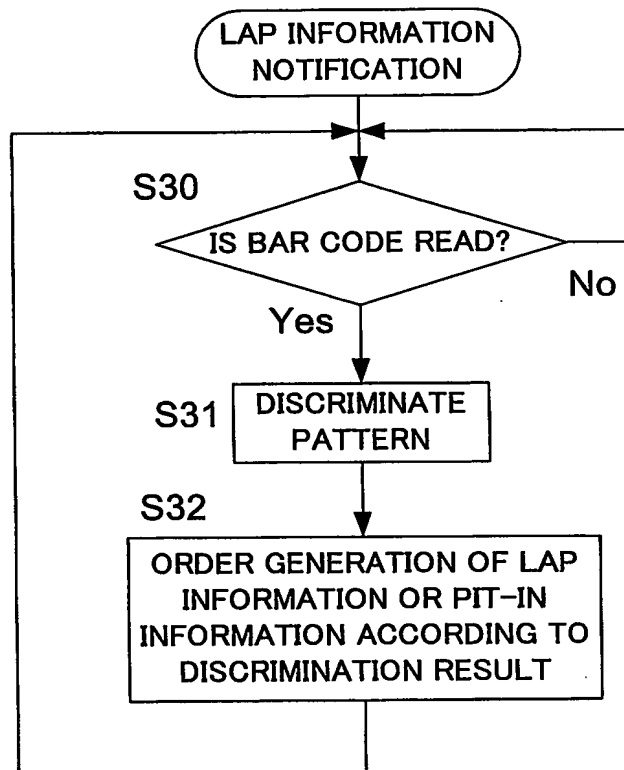 LAP INFORMATION
NOTIFICATION
S30
IS BAR CODE READ?
No
Yes
S31
DISCRIMINATE
PATTERN
S32
ORDER GENERATION OF LAP
INFORMATION OR PIT-IN
INFORMATION ACCORDING TO
DISCRIMINATION RESULT